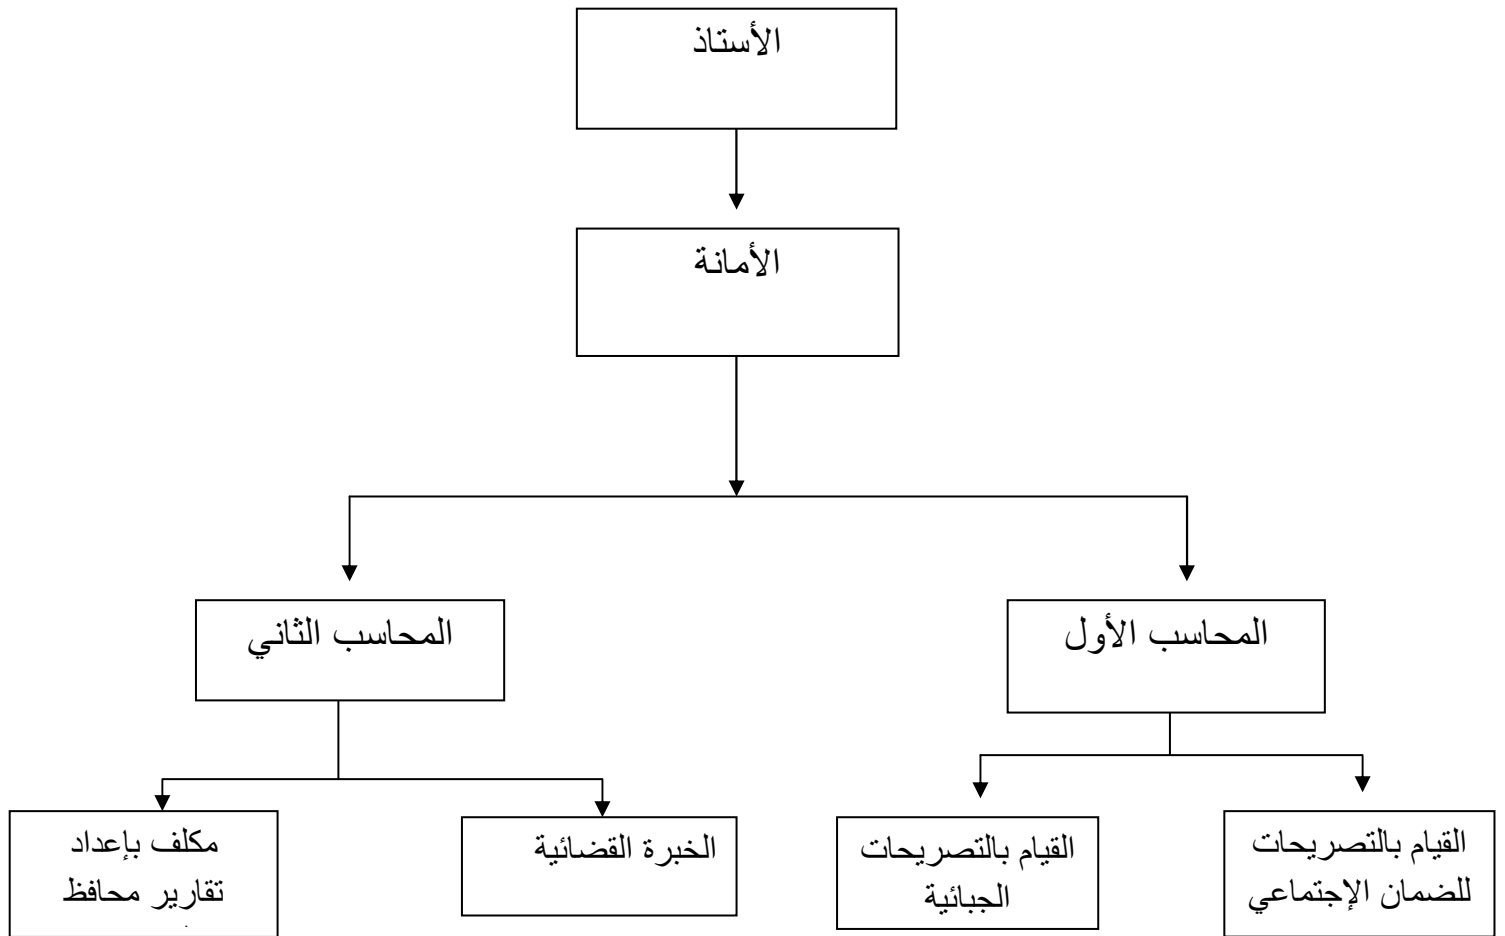 الأستاذ
الأمانة
المحاسب الأول
المحاسب الثاني
القيام بالتصريحات
للضمان الإجتماعي
القيام بالتصريحات
الجبائية
الخبرة القضائية
مكلف بإعداد
تقارير محافظ